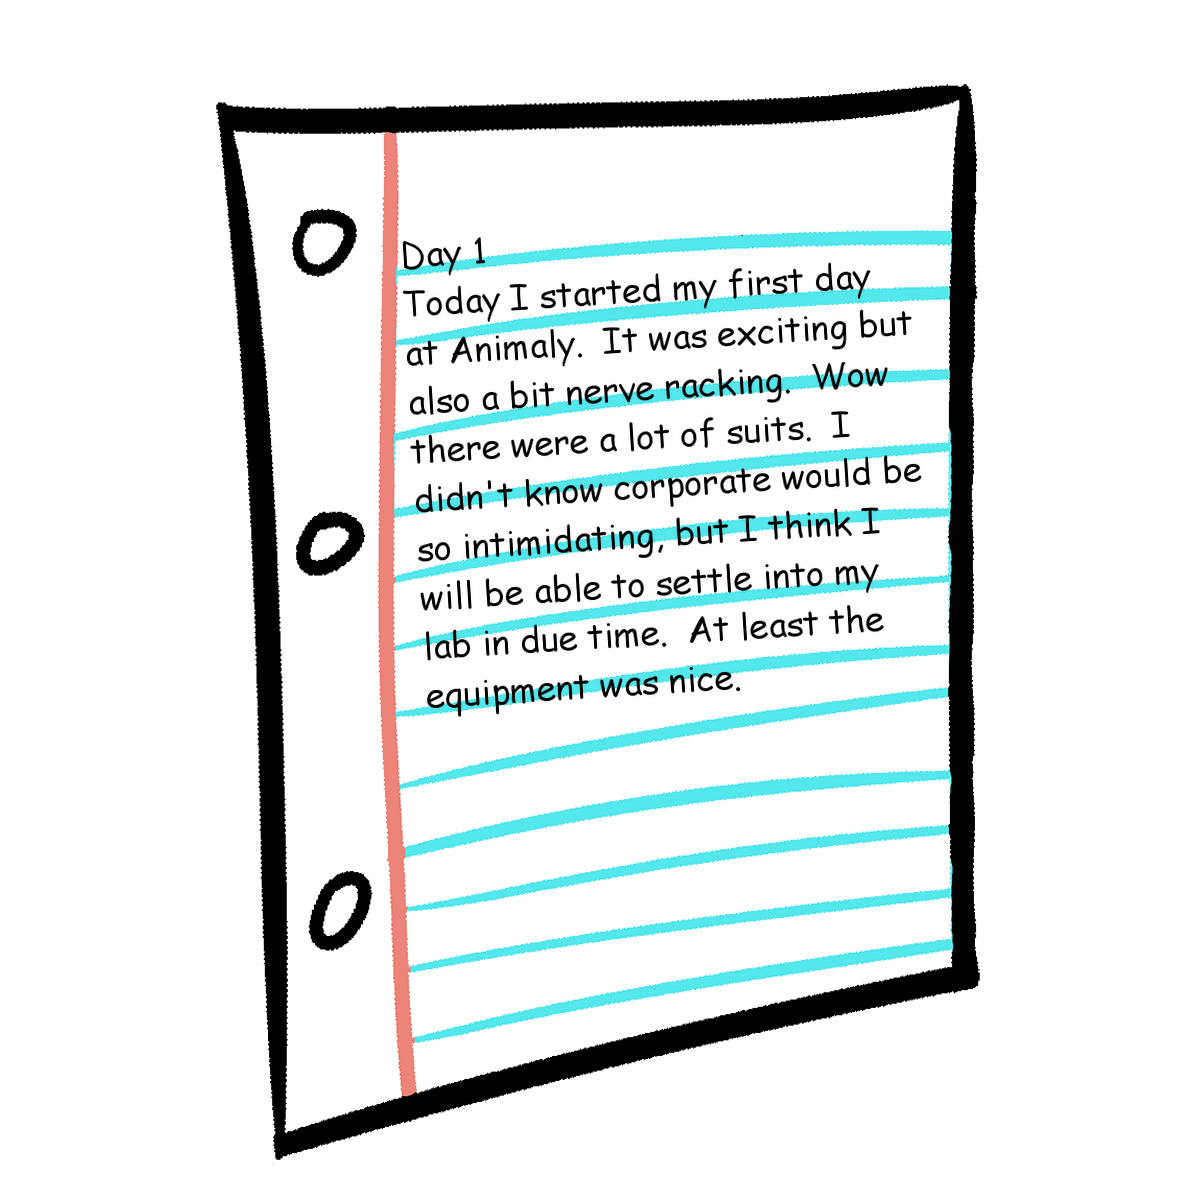 Day 1
Today I started my first day
at Animaly.  It was exciting but
also a bit nerve racking.  Wow
there were a lot of suits.  I
didn't know corporate would be
so intimidating, but I think I
will be able to settle into my
lab in due time.  At least the
equipment was nice.